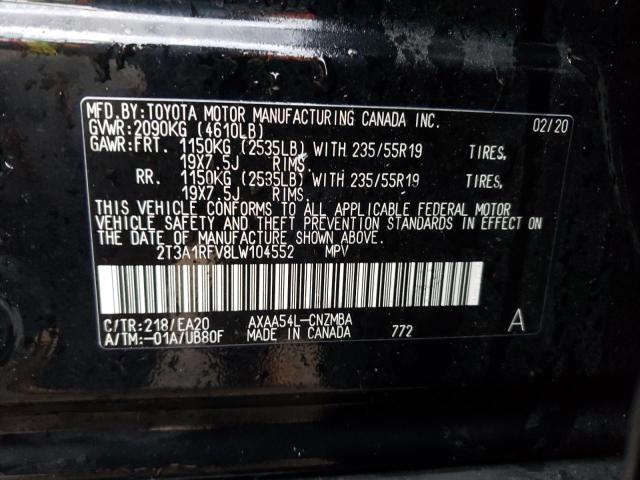 MFD.BY:TOYOTA MOTOR MANUFACTURING CANADA INC. 02/20
GVWR:2090KG (4610LB)
GAWR:FRT. 1150KG (2535LB) WITH 235/55R19 TIRES,
19X7.5J RIMS.
RR. 1150KG (2535LB) WITH 235/55R19 TIRES,
19X7.5J RIMS.
THIS VEHICLE CONFORMS TO ALL APPLICABLE FEDERAL MOTOR
VEHICLE SAFETY AND THEFT PREVENTION STANDARDS IN EFFECT ON
THE DATE OF MANUFACTURE SHOWN ABOVE.
2T3A1RFV8LW104552 MPV
C/TR:218/EA20 AXAA54L-CNZMBA
A/TM:-01A/UB80F MADE IN CANADA 772 A